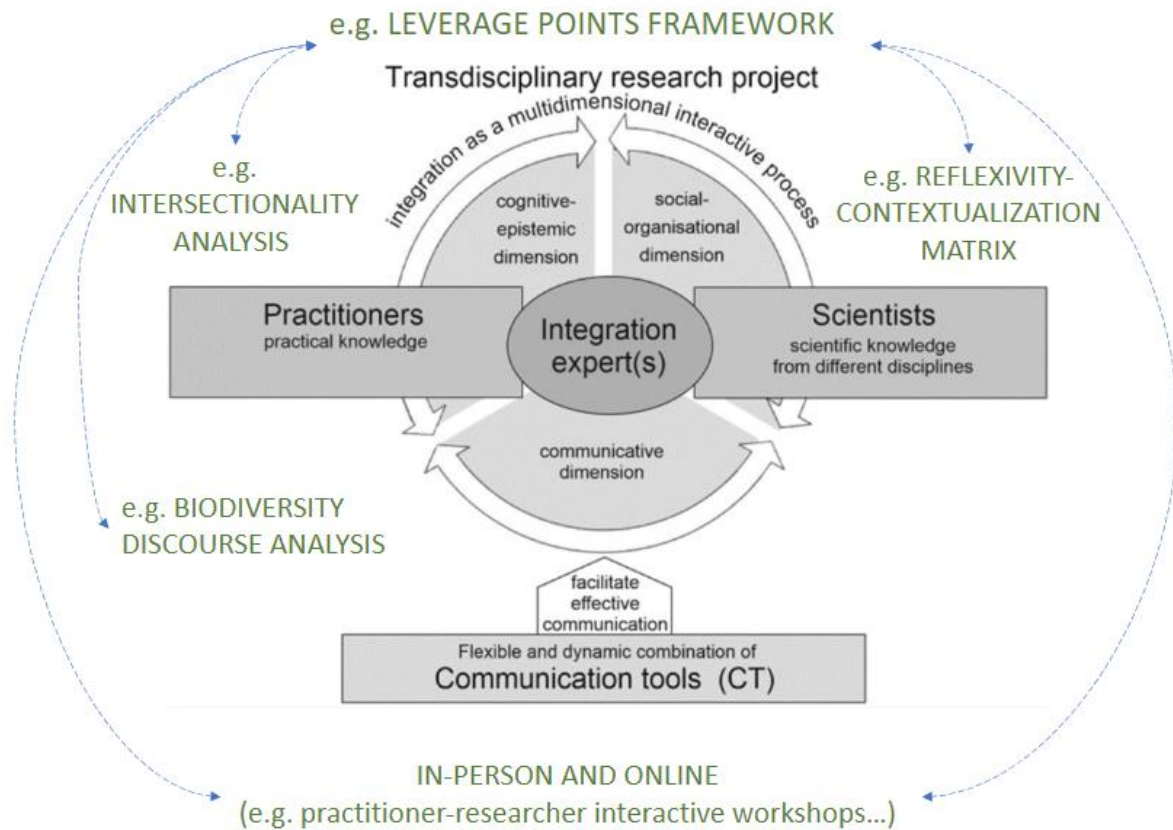 e.g. LEVERAGE POINTS FRAMEWORK
Transdisciplinary research project
integration as a multidimensional interactive process
e.g.
INTERSECTIONALITY
ANALYSIS
cognitive-
epistemic
dimension
social-
organisational
dimension
e.g. REFLEXIVITY-
CONTEXTUALIZATION
MATRIX
Practitioners
practical knowledge
Integration
expert(s)
Scientists
scientific knowledge
from different disciplines
communicative
dimension
e.g. BIODIVERSITY
DISCOURSE ANALYSIS
facilitate
effective
communication
Flexible and dynamic combination of
Communication tools (CT)
IN-PERSON AND ONLINE
(e.g. practitioner-researcher interactive workshops...)